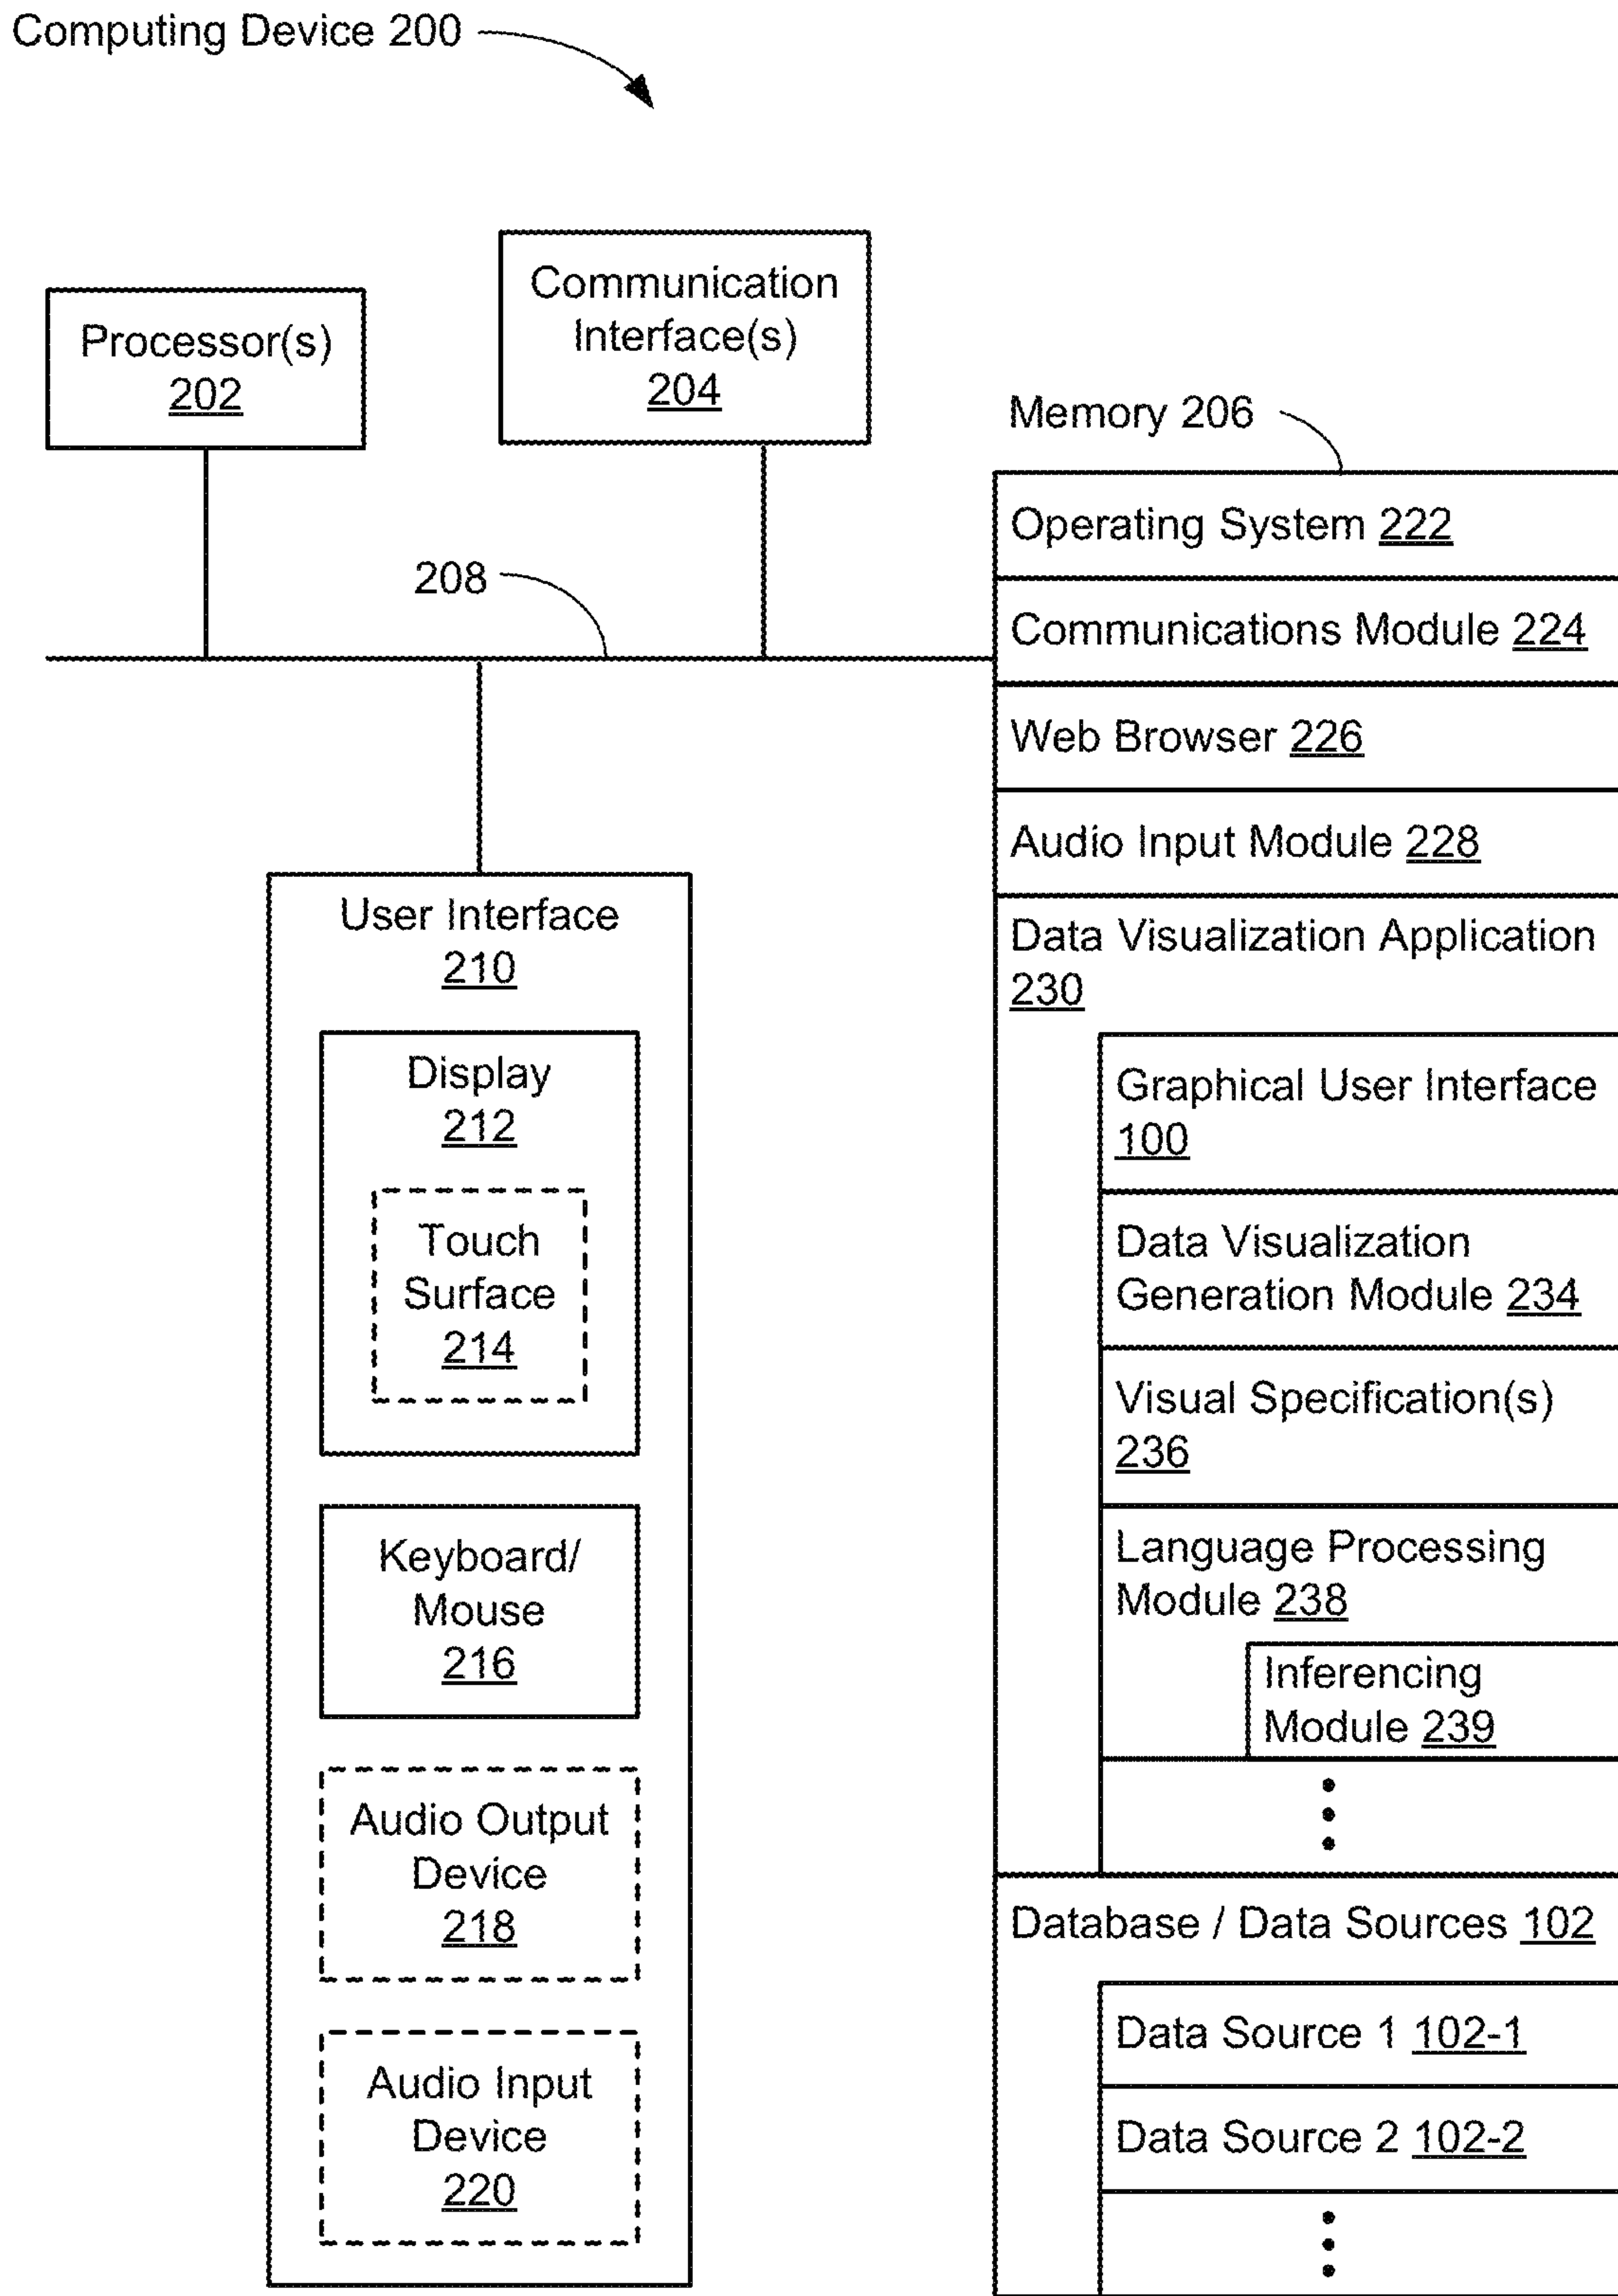 Computing Device 200
Processor(s)
202
Communication
Interface(s)
204
208
User Interface
210
Display
212
Touch
Surface
214
Keyboard/
Mouse
216
Audio Output
Device
218
Audio Input
Device
220
Memory 206
Operating System 222
Communications Module 224
Web Browser 226
Audio Input Module 228
Data Visualization Application
230
Graphical User Interface
100
Data Visualization
Generation Module 234
Visual Specification(s)
236
Language Processing
Module 238
Inferencing
Module 239
Database / Data Sources 102
Data Source 1 102-1
Data Source 2 102-2